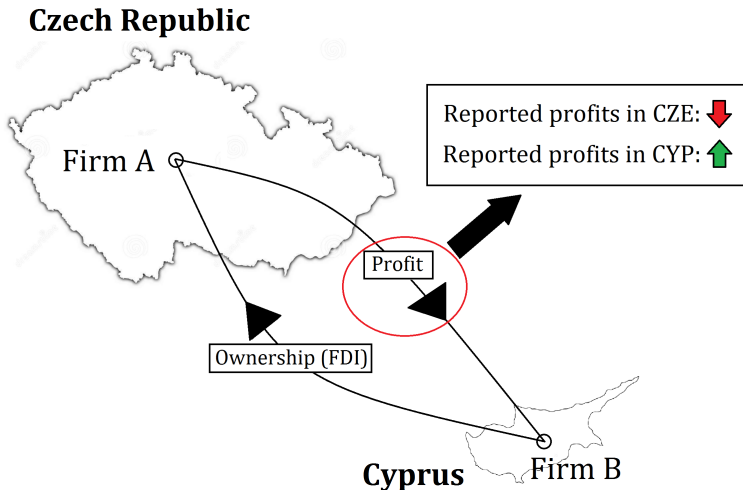 Czech Republic
Reported profits in CZE:
Reported profits in CYP:
Firm A
Profit
Ownership (FDI)
Cyprus
Firm B